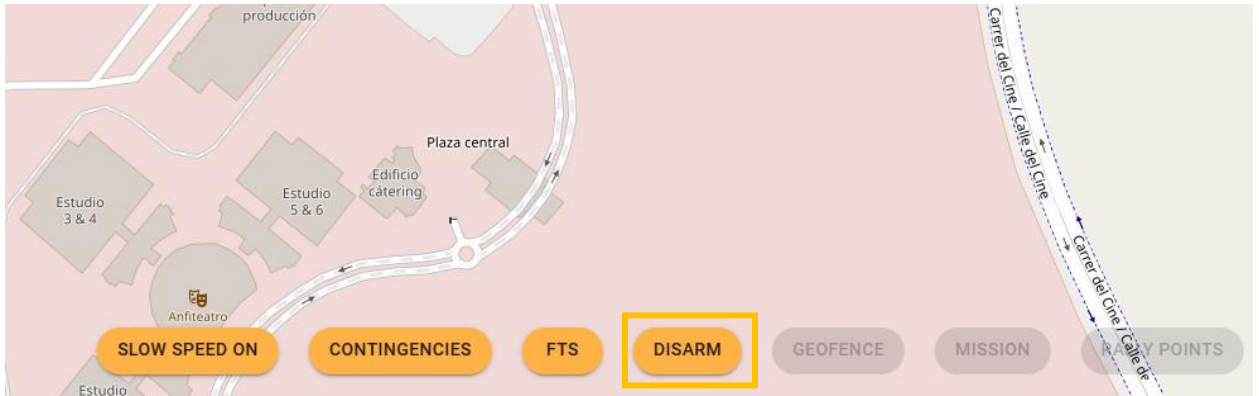 producción
Carrer del Cine / Calle del Cine
Plaza central
Edificio
cátering
Estudio
5 & 6
Estudio
3 & 4
Anfiteatro
Carrer del Cine / Calle de
SLOW SPEED ON
CONTINGENCIES
FTS
DISARM
GEOFENCE
MISSION
RALLY POINTS
Estudio